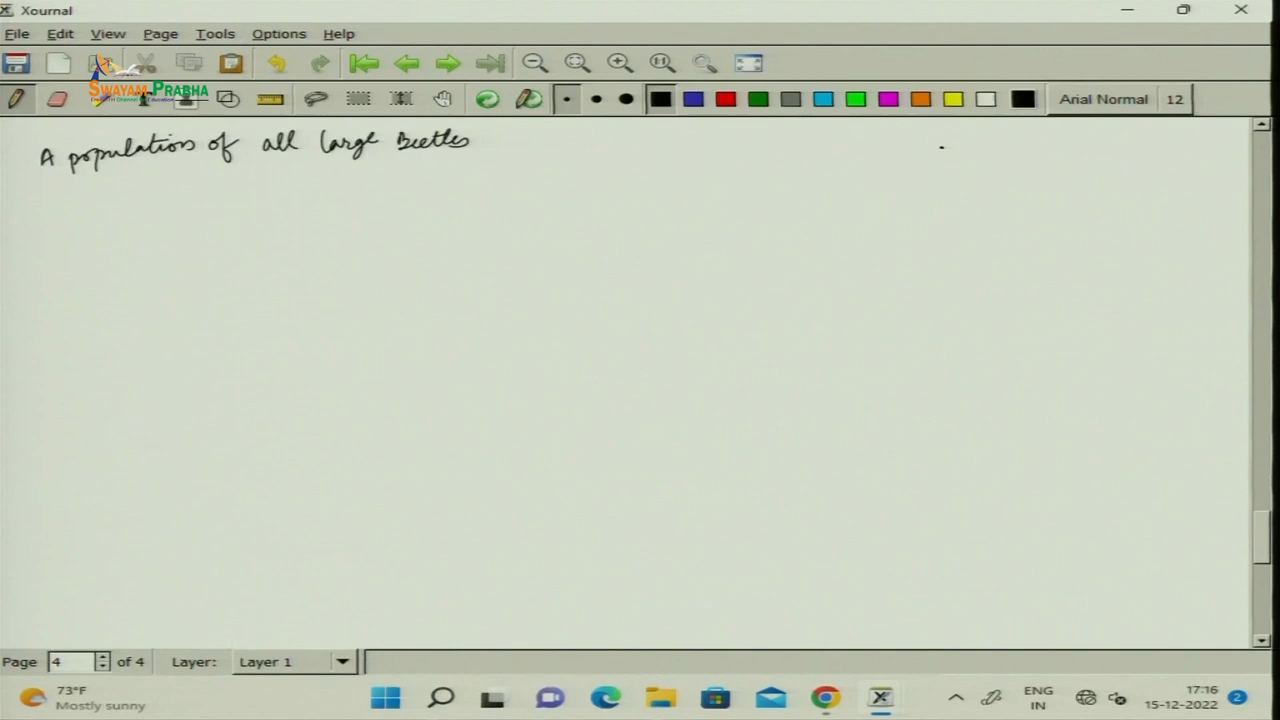 Xournal
File Edit View Page Tools Options Help
SWAYAM PRABHA
Arial Normal 12
A population of all large Beetles
Page 4 of 4 Layer: Layer 1
73°F
Mostly sunny
ENG
IN
17:16
15-12-2022
2